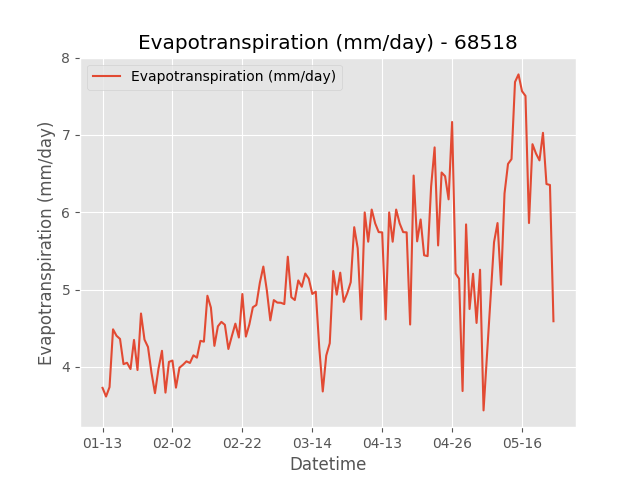 Evapotranspiration (mm/day) - 68518
Evapotranspiration (mm/day)
Evapotranspiration (mm/day)
8
7
6
5
4
01-13 02-02 02-22 03-14 04-13 04-26 05-16
Datetime